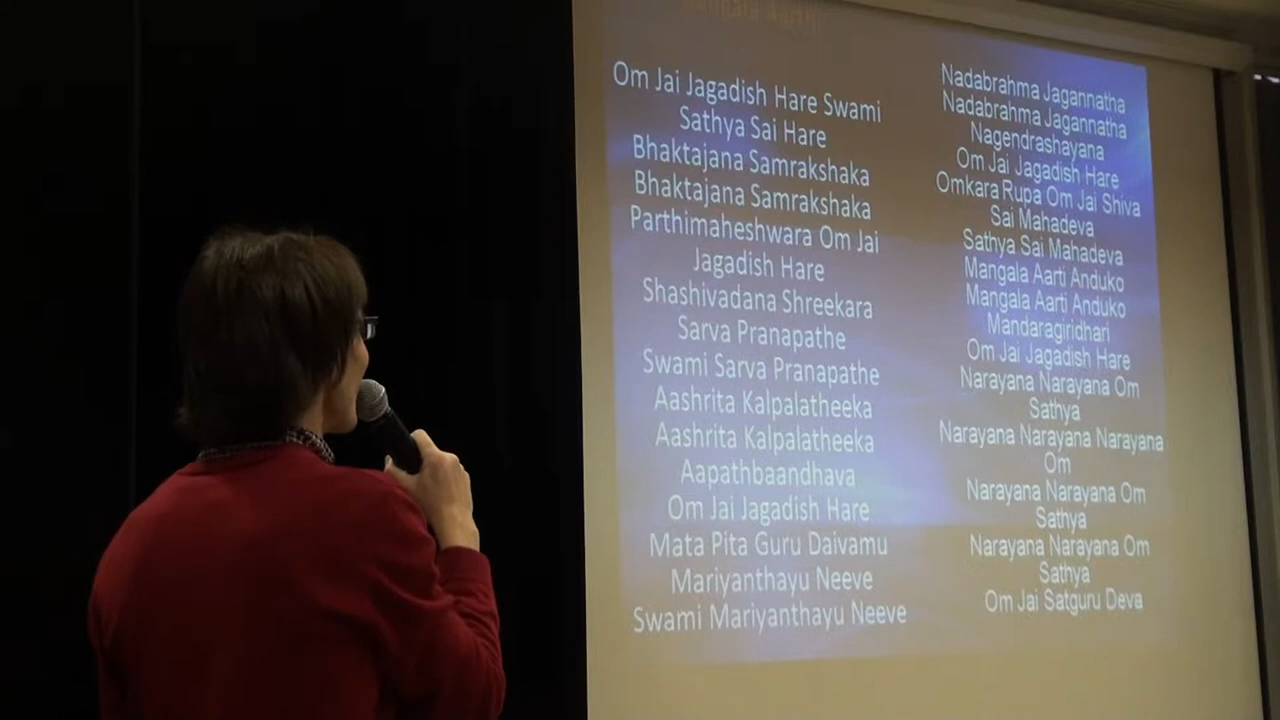 Mangala Aarti
Om Jai Jagadish Hare Swami
Sathya Sai Hare
Bhaktajana Samrakshaka
Bhaktajana Samrakshaka
Parthimaheshwara Om Jai
Jagadish Hare
Shashivadana Shreekara
Sarva Pranapathe
Swami Sarva Pranapathe
Aashrita Kalpalatheeka
Aashrita Kalpalatheeka
Aapathbaandhava
Om Jai Jagadish Hare
Mata Pita Guru Daivamu
Mariyanthayu Neeve
Swami Mariyanthayu Neeve
Nadabrahma Jagannatha
Nadabrahma Jagannatha
Nagendrashayana
Om Jai Jagadish Hare
Omkara Rupa Om Jai Shiva
Sai Mahadeva
Sathya Sai Mahadeva
Mangala Aarti Anduko
Mangala Aarti Anduko
Mandaragiridhari
Om Jai Jagadish Hare
Narayana Narayana Om
Sathya
Narayana Narayana Narayana
Om
Narayana Narayana Om
Sathya
Narayana Narayana Om
Sathya
Om Jai Satguru Deva